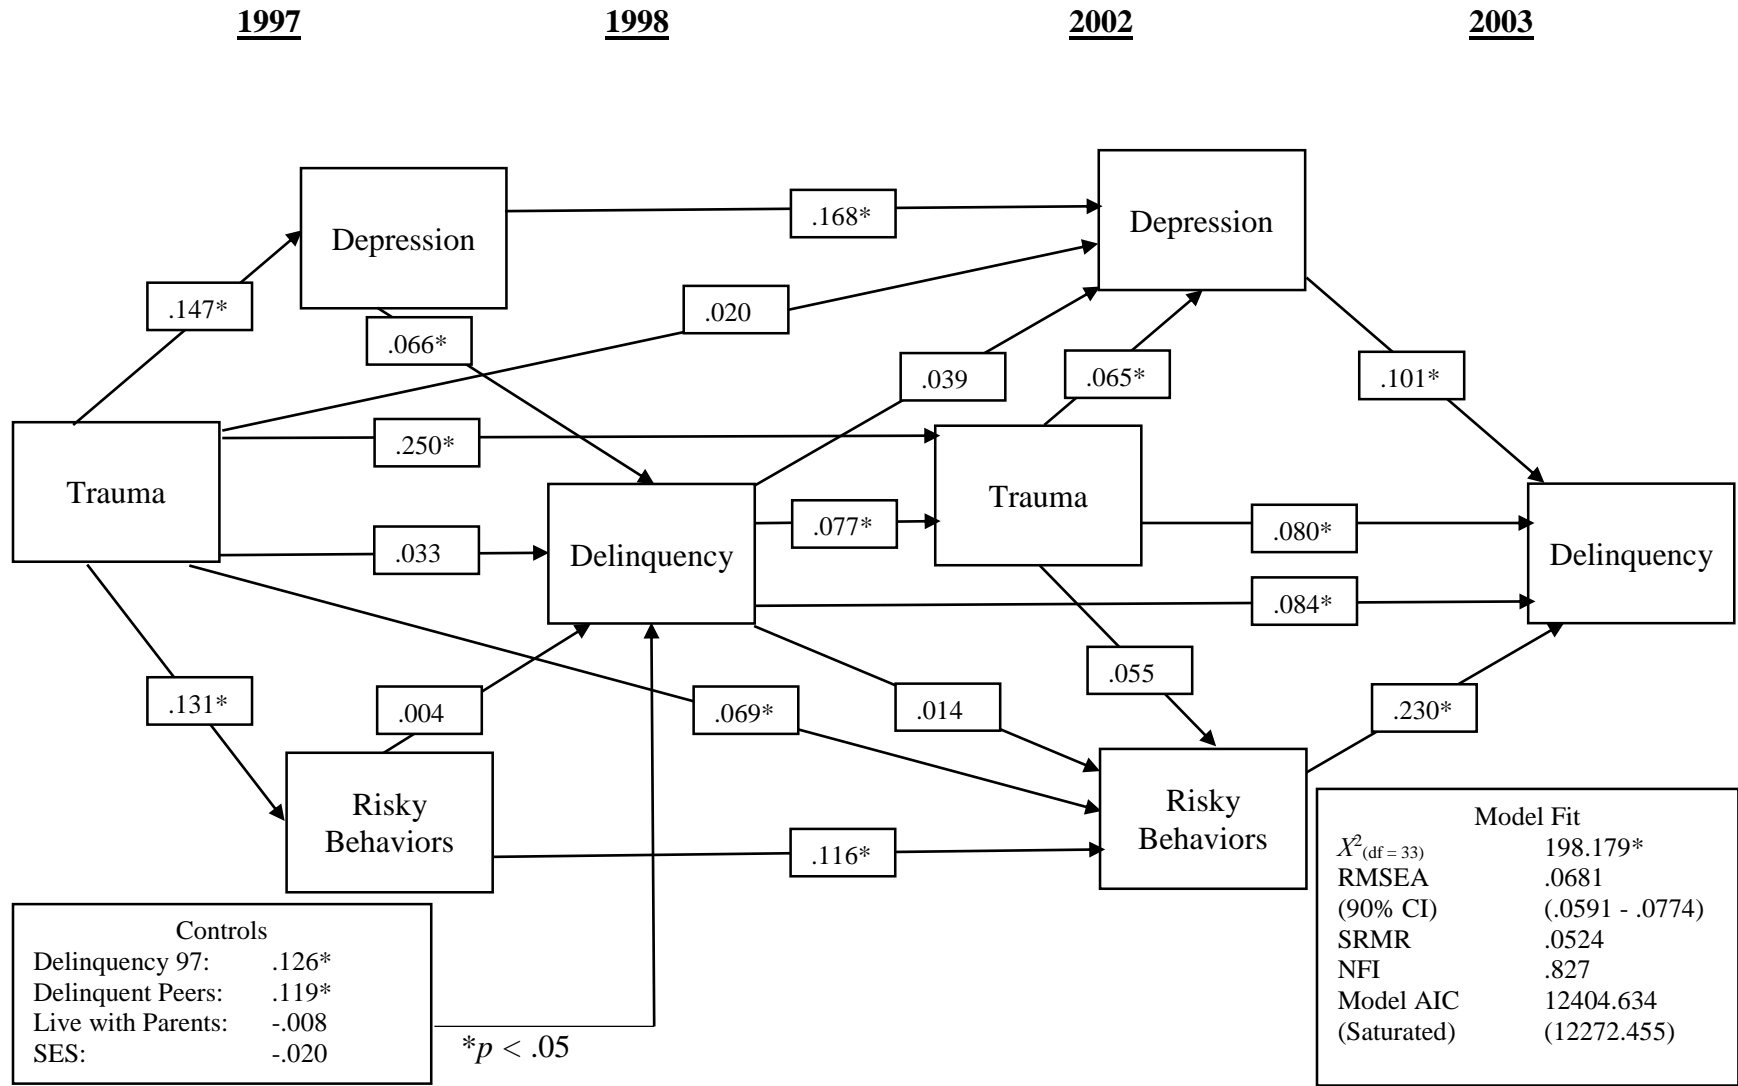 1997 1998 2002 2003
Depression
.168*
Depression
.147*
.020
.066*
.039
.065*
.101*
Trauma
.250*
Trauma
.033
Delinquency
.077*
.080*
Delinquency
.084*
.131*
.004
.069*
.014
.055
.230*
Risky
Behaviors
.116*
Risky
Behaviors
Controls
Delinquency 97: .126*
Delinquent Peers: .119*
Live with Parents: -.008
SES: -.020
*p < .05
Model Fit
X²(df = 33) 198.179*
RMSEA .0681
(90% CI) (.0591 - .0774)
SRMR .0524
NFI .827
Model AIC 12404.634
(Saturated) (12272.455)